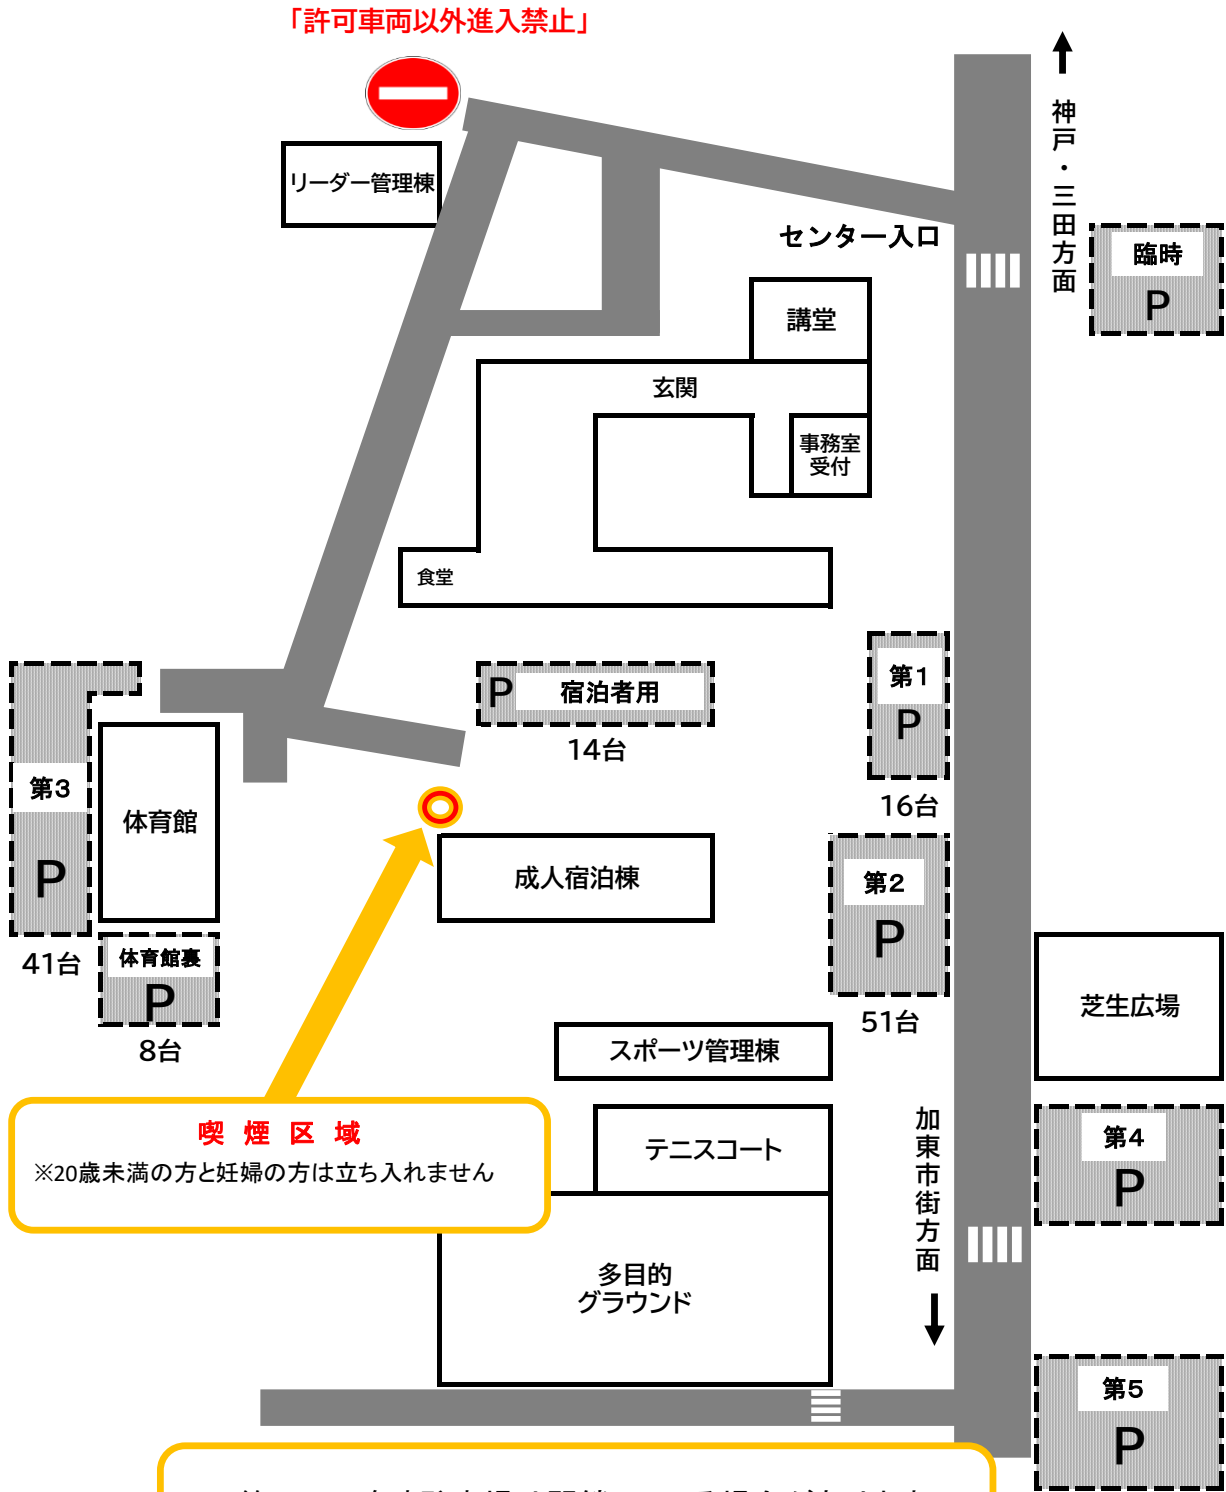 「許可車両以外進入禁止」
神戸・三田方面
リーダー管理棟
センター入口
臨時
P
講堂
玄関
事務室
受付
食堂
P 宿泊者用
14台
第1
P
16台
第3
P
41台
体育館
体育館裏
P
8台
成人宿泊棟
第2
P
51台
芝生広場
スポーツ管理棟
喫 煙 区 域
※20歳未満の方と妊婦の方は立ち入れません
テニスコート
加東市街方面
第4
P
多目的
グラウンド
第5
P